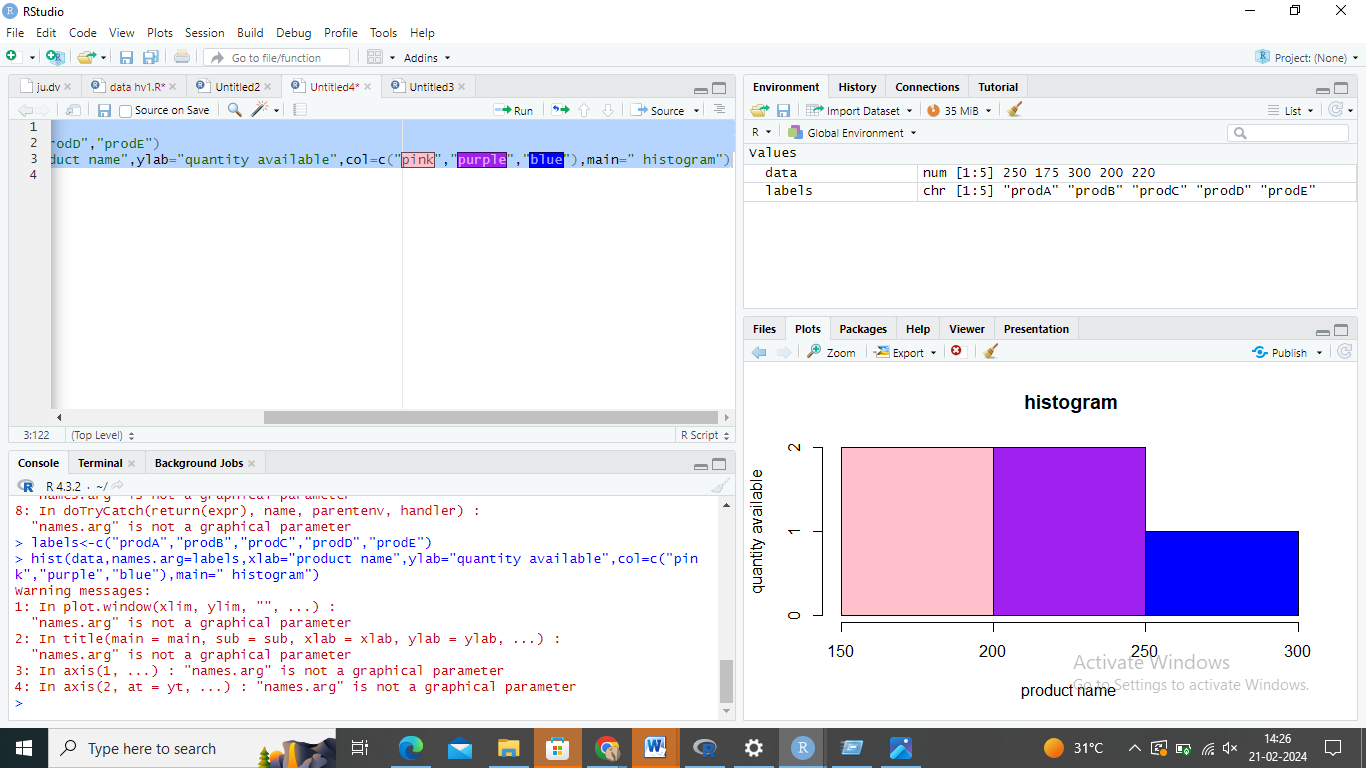 RStudio
File Edit Code View Plots Session Build Debug Profile Tools Help
Go to file/function Addins Project: (None)
ju.dv data hv1.R* Untitled2 Untitled4* Untitled3
Source on Save Run Source
1
2 rodD","prodE")
3 duct name",ylab="quantity available",col=c("pink","purple","blue"),main=" histogram")
4
3:122 (Top Level) R Script
Console Terminal Background Jobs
R 4.3.2 · ~/
"names.arg" is not a graphical parameter
8: In doTryCatch(return(expr), name, parentenv, handler) :
"names.arg" is not a graphical parameter
> labels<-c("prodA","prodB","prodC","prodD","prodE")
> hist(data,names.arg=labels,xlab="product name",ylab="quantity available",col=c("pin
k","purple","blue"),main=" histogram")
Warning messages:
1: In plot.window(xlim, ylim, "", ...) :
"names.arg" is not a graphical parameter
2: In title(main = main, sub = sub, xlab = xlab, ylab = ylab, ...) :
"names.arg" is not a graphical parameter
3: In axis(1, ...) : "names.arg" is not a graphical parameter
4: In axis(2, at = yt, ...) : "names.arg" is not a graphical parameter
>
Environment History Connections Tutorial
Import Dataset 35 MiB List
R Global Environment
Values
data num [1:5] 250 175 300 200 220
labels chr [1:5] "prodA" "prodB" "prodC" "prodD" "prodE"
Files Plots Packages Help Viewer Presentation
Zoom Export Publish
histogram
quantity available
2
1
0
150 200 250 300
product name
Activate Windows
Go to Settings to activate Windows.
Type here to search
31°C
14:26
21-02-2024